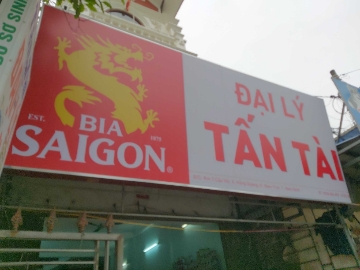 EST.
1875
BIA
SAIGON®
ĐẠI LÝ
TẤN TÀI